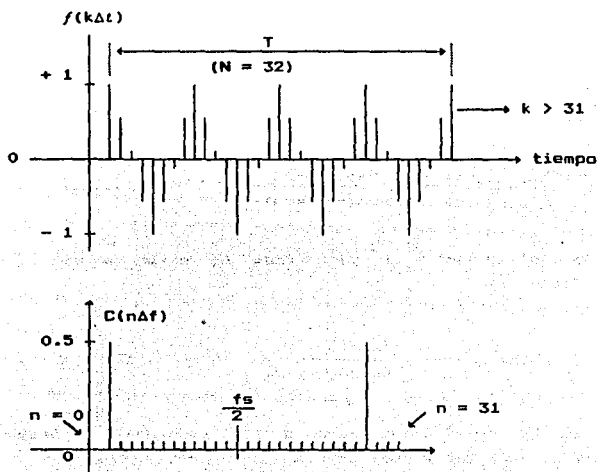 f(kΔt)
T
(N = 32)
+ 1
k > 31
0
tiempo
- 1
C(nΔf)
0.5
n = 0
fs
2
n = 31
0